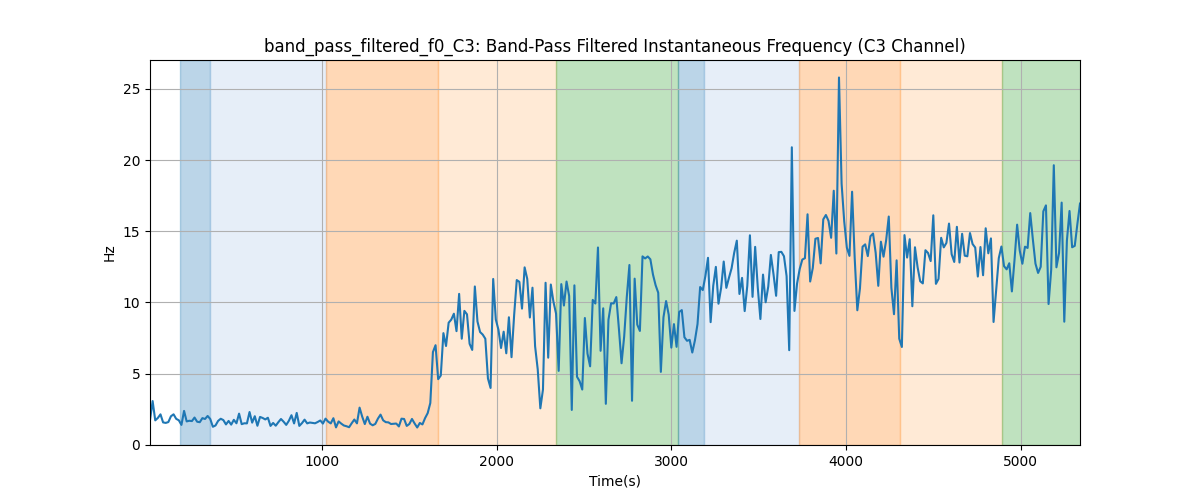 band_pass_filtered_f0_C3: Band-Pass Filtered Instantaneous Frequency (C3 Channel)
25
20
15
10
5
0
Hz
1000 2000 3000 4000 5000
Time(s)